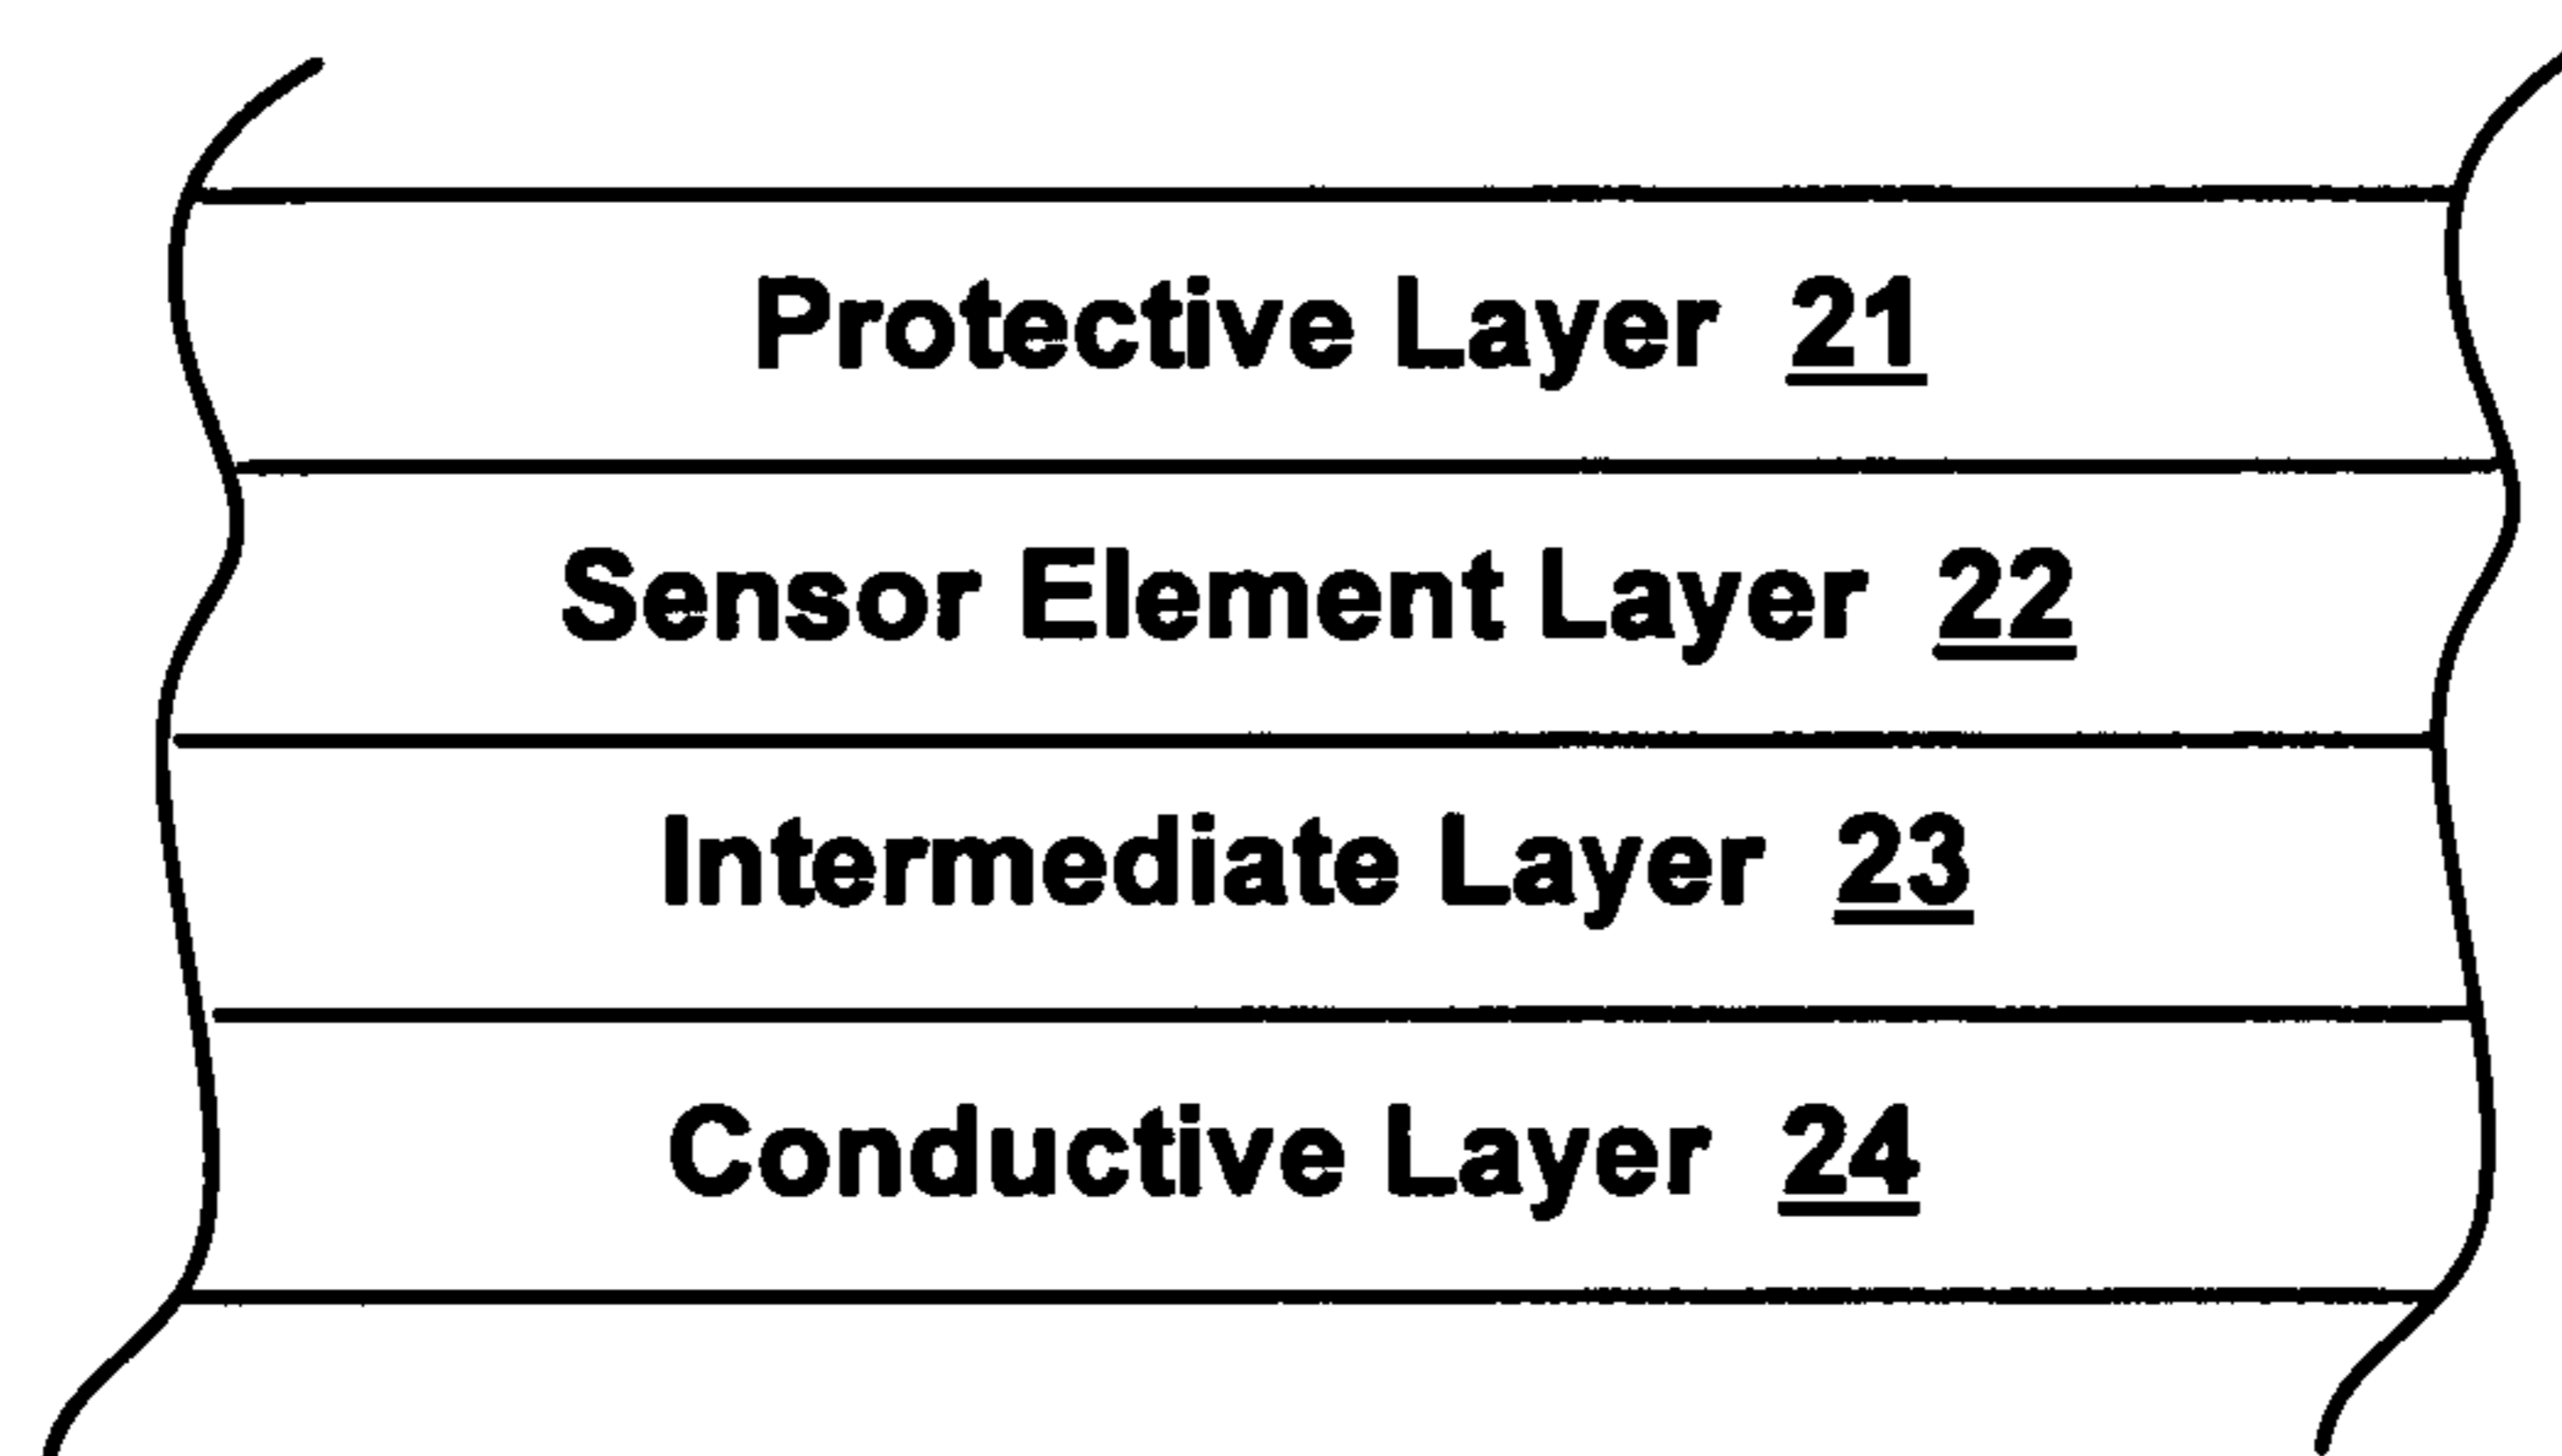 Protective Layer 21
Sensor Element Layer 22
Intermediate Layer 23
Conductive Layer 24